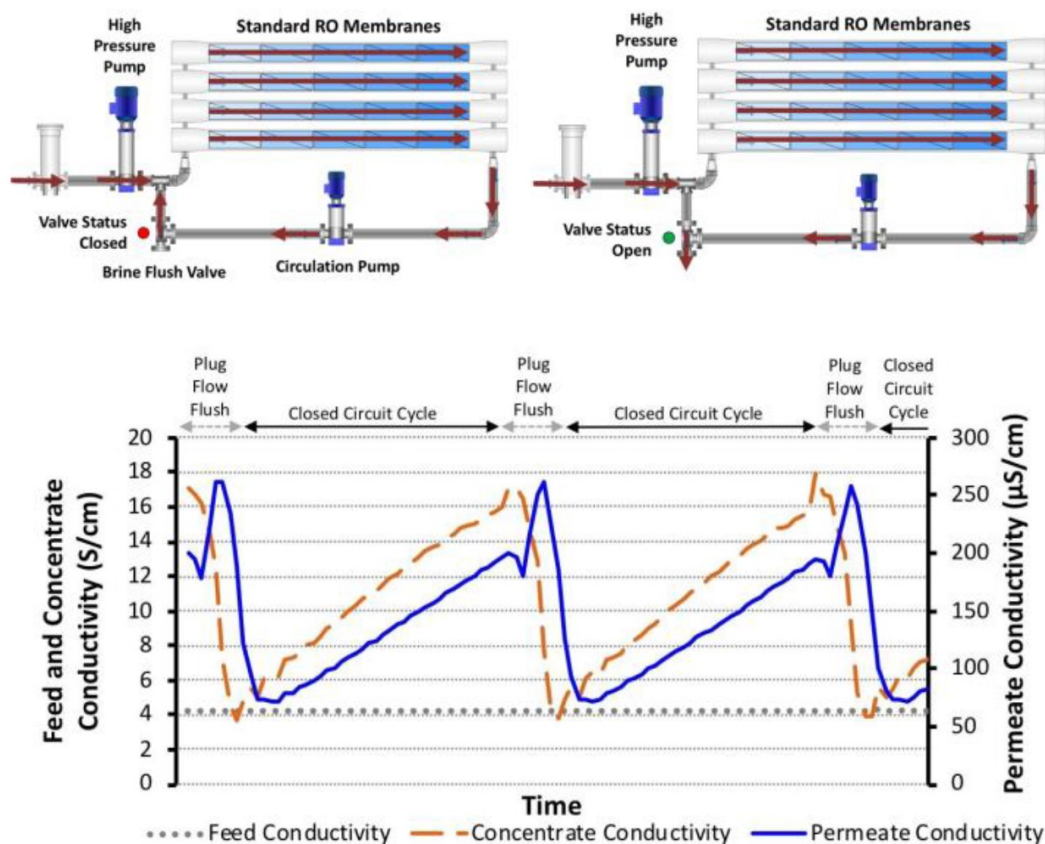 High
Pressure
Pump
Standard RO Membranes
Valve Status
Closed
Brine Flush Valve
Circulation Pump
High
Pressure
Pump
Standard RO Membranes
Valve Status
Open
Plug
Flow
Flush
Closed Circuit Cycle
Plug
Flow
Flush
Closed Circuit Cycle
Plug
Flow
Flush
Closed
Circuit
Cycle
Feed and Concentrate
Conductivity (S/cm)
20
18
16
14
12
10
8
6
4
2
0
300
250
200
150
100
50
0
Permeate Conductivity (µS/cm)
Time
Feed Conductivity
Concentrate Conductivity
Permeate Conductivity